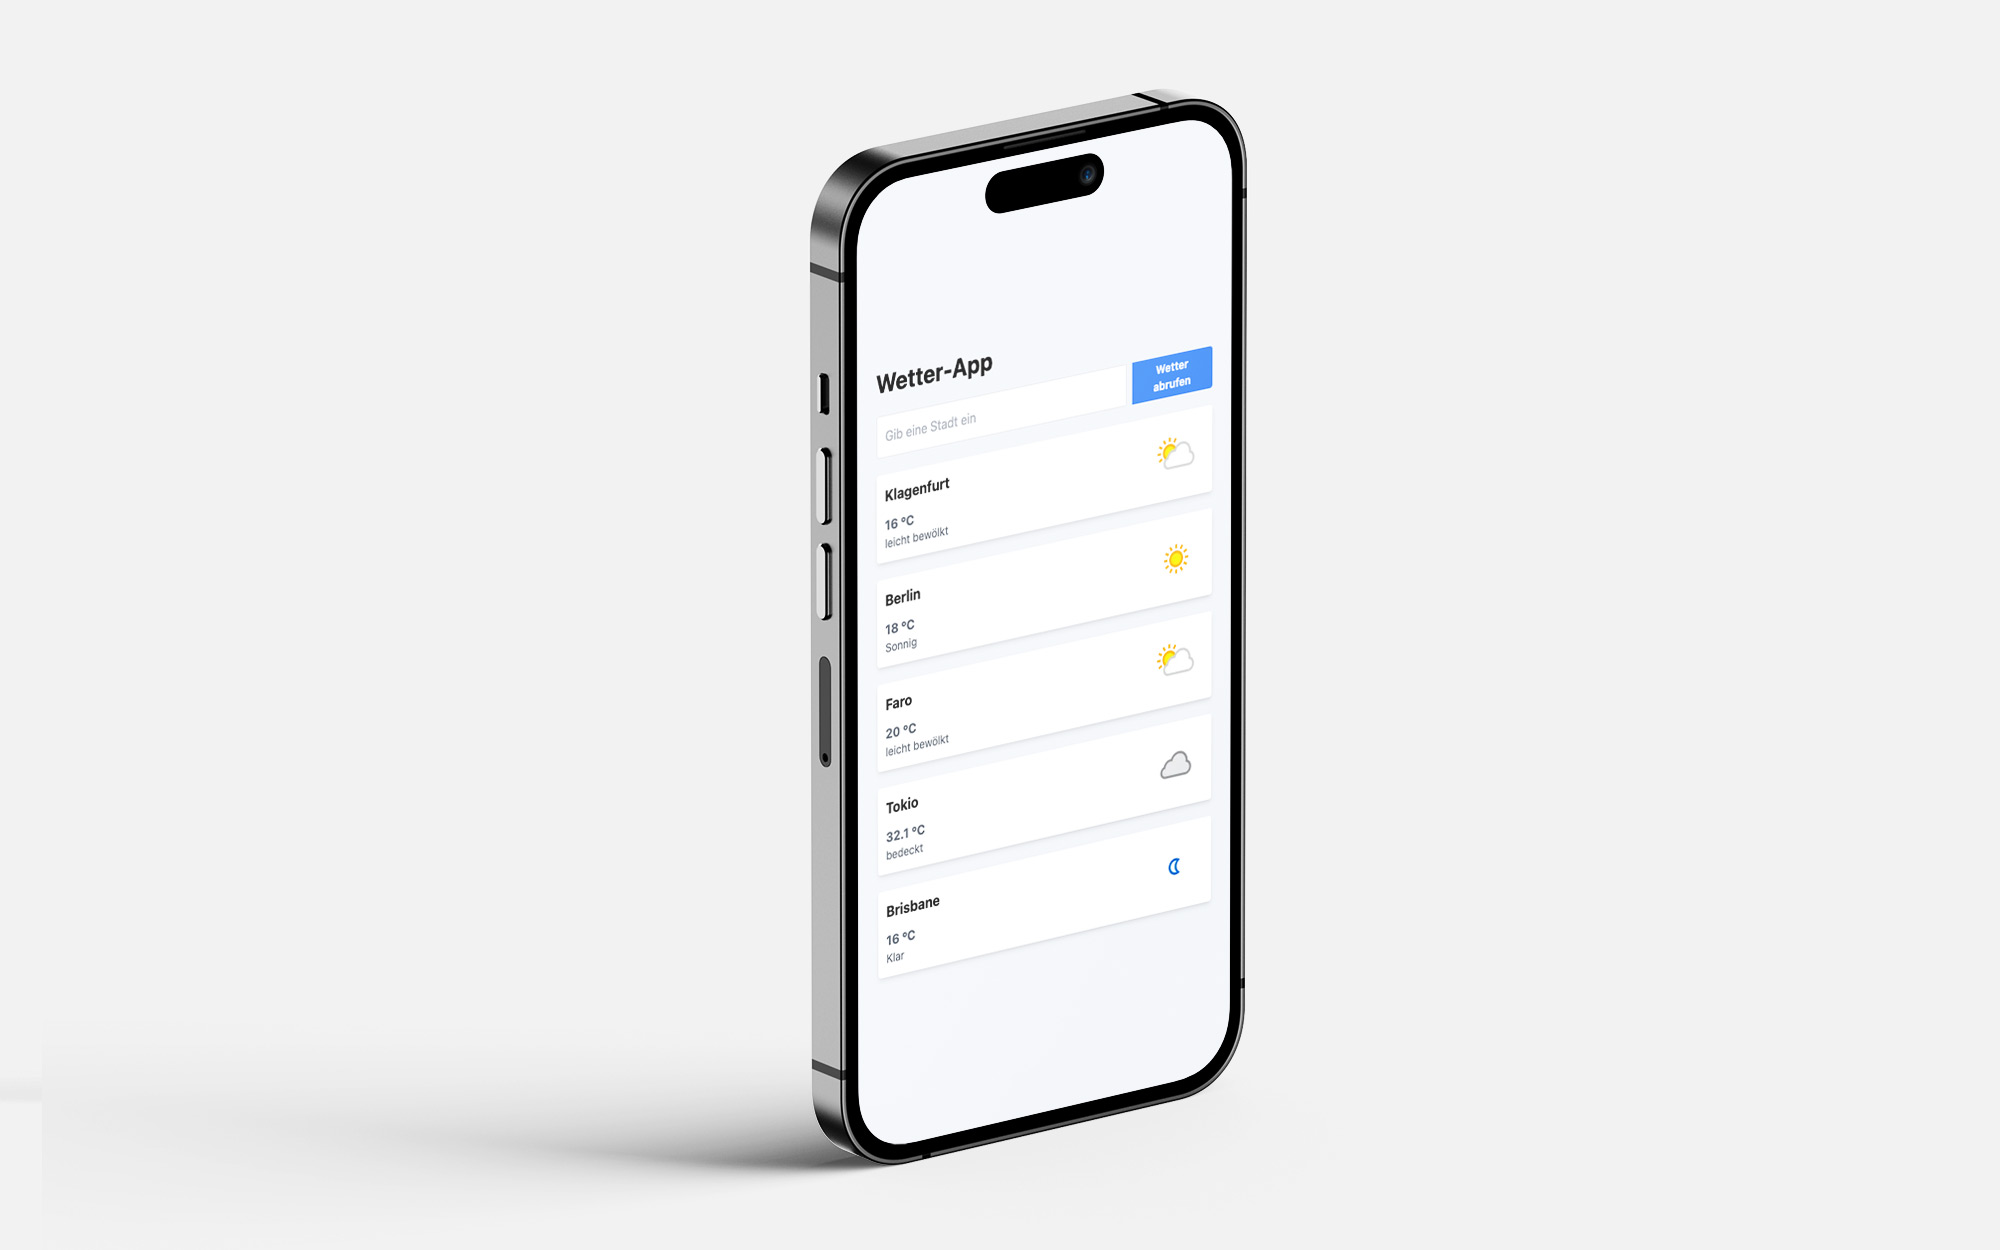 Wetter-App
Gib eine Stadt ein
Wetter
abrufen
Klagenfurt
16 °C
leicht bewölkt
Berlin
18 °C
Sonnig
Faro
20 °C
leicht bewölkt
Tokio
32.1 °C
bedeckt
Brisbane
16 °C
Klar